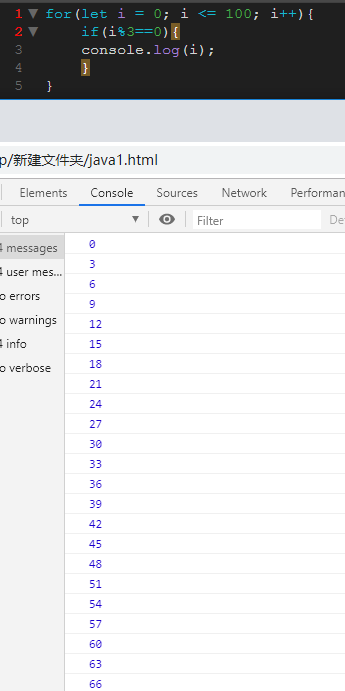 1 ▼ for(let i = 0; i <= 100; i++){
2 ▼ if(i%3==0){
3 console.log(i);
4 }
5 }
p/新建文件夹/java1.html
Elements Console Sources Network Performan
top ▼ Filter De
4 messages
4 user mes...
o errors
o warnings
4 info
o verbose
0
3
6
9
12
15
18
21
24
27
30
33
36
39
42
45
48
51
54
57
60
63
66